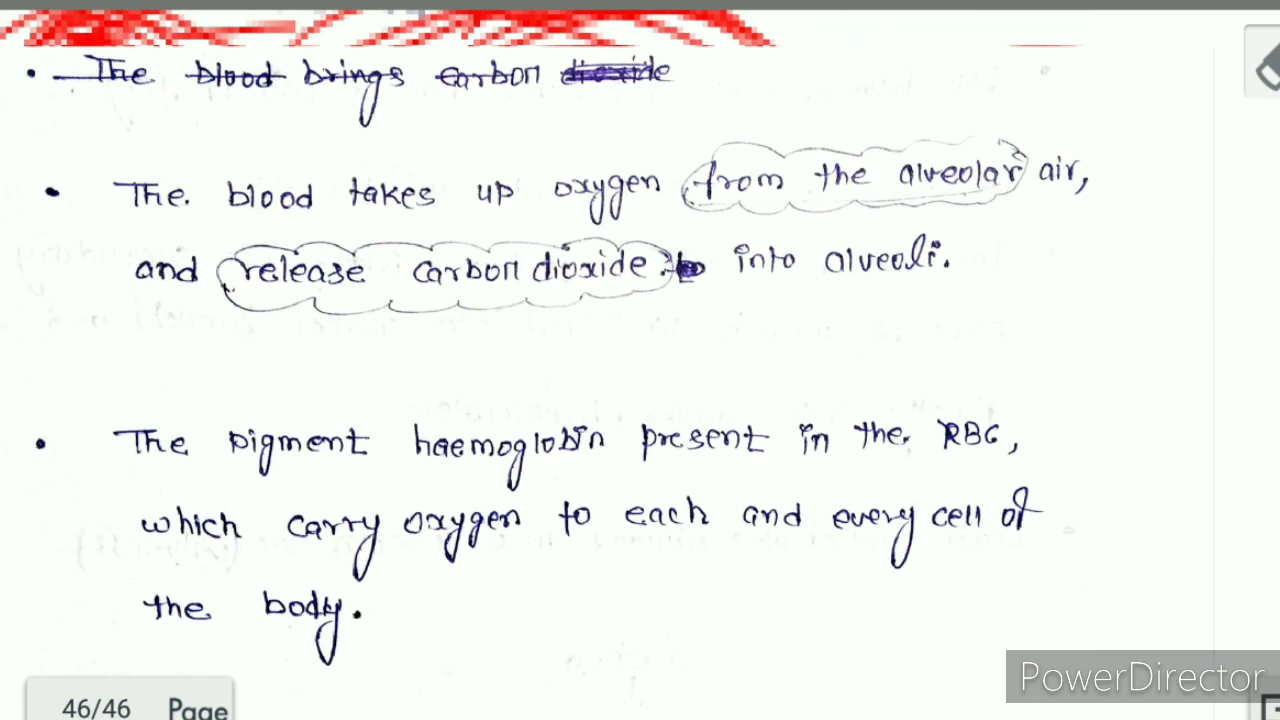 • The blood brings carbon dioxide
• The blood takes up oxygen from the alveolar air,
and release carbon dioxide into alveoli.
• The pigment haemoglobin present in the RBC,
which carry oxygen to each and every cell of
the body.
PowerDirector
46/46 Page